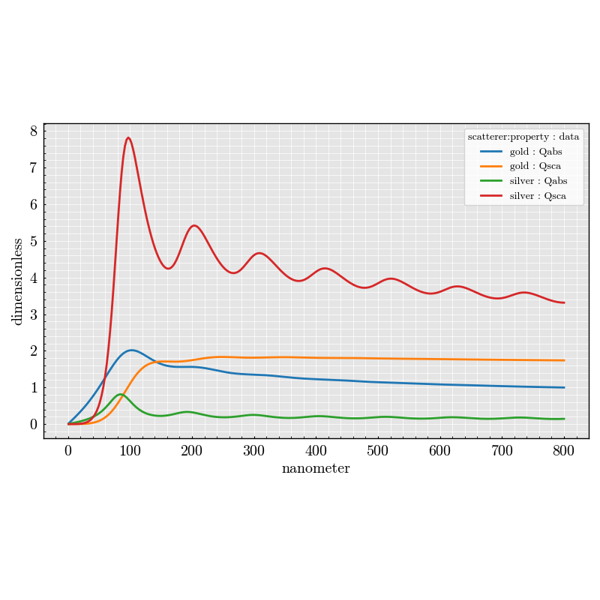 scatterer:property : data
gold : Qabs
gold : Qsca
silver : Qabs
silver : Qsca
8
7
6
5
4
3
2
1
0
dimensionless
0 100 200 300 400 500 600 700 800
nanometer